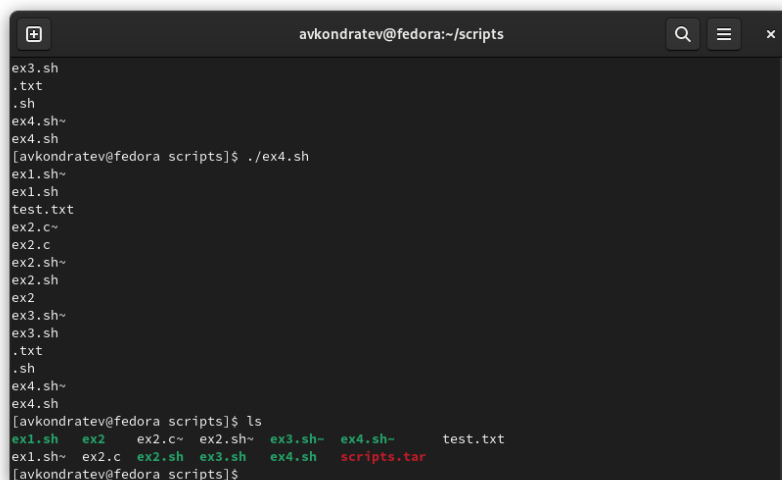 avkondratev@fedora:~/scripts
ex3.sh
.txt
.sh
ex4.sh~
ex4.sh
[avkondratev@fedora scripts]$ ./ex4.sh
ex1.sh~
ex1.sh
test.txt
ex2.c~
ex2.c
ex2.sh~
ex2.sh
ex2
ex3.sh~
ex3.sh
.txt
.sh
ex4.sh~
ex4.sh
[avkondratev@fedora scripts]$ ls
ex1.sh ex2 ex2.c~ ex2.sh~ ex3.sh~ ex4.sh~ test.txt
ex1.sh~ ex2.c ex2.sh ex3.sh ex4.sh scripts.tar
[avkondratev@fedora scripts]$